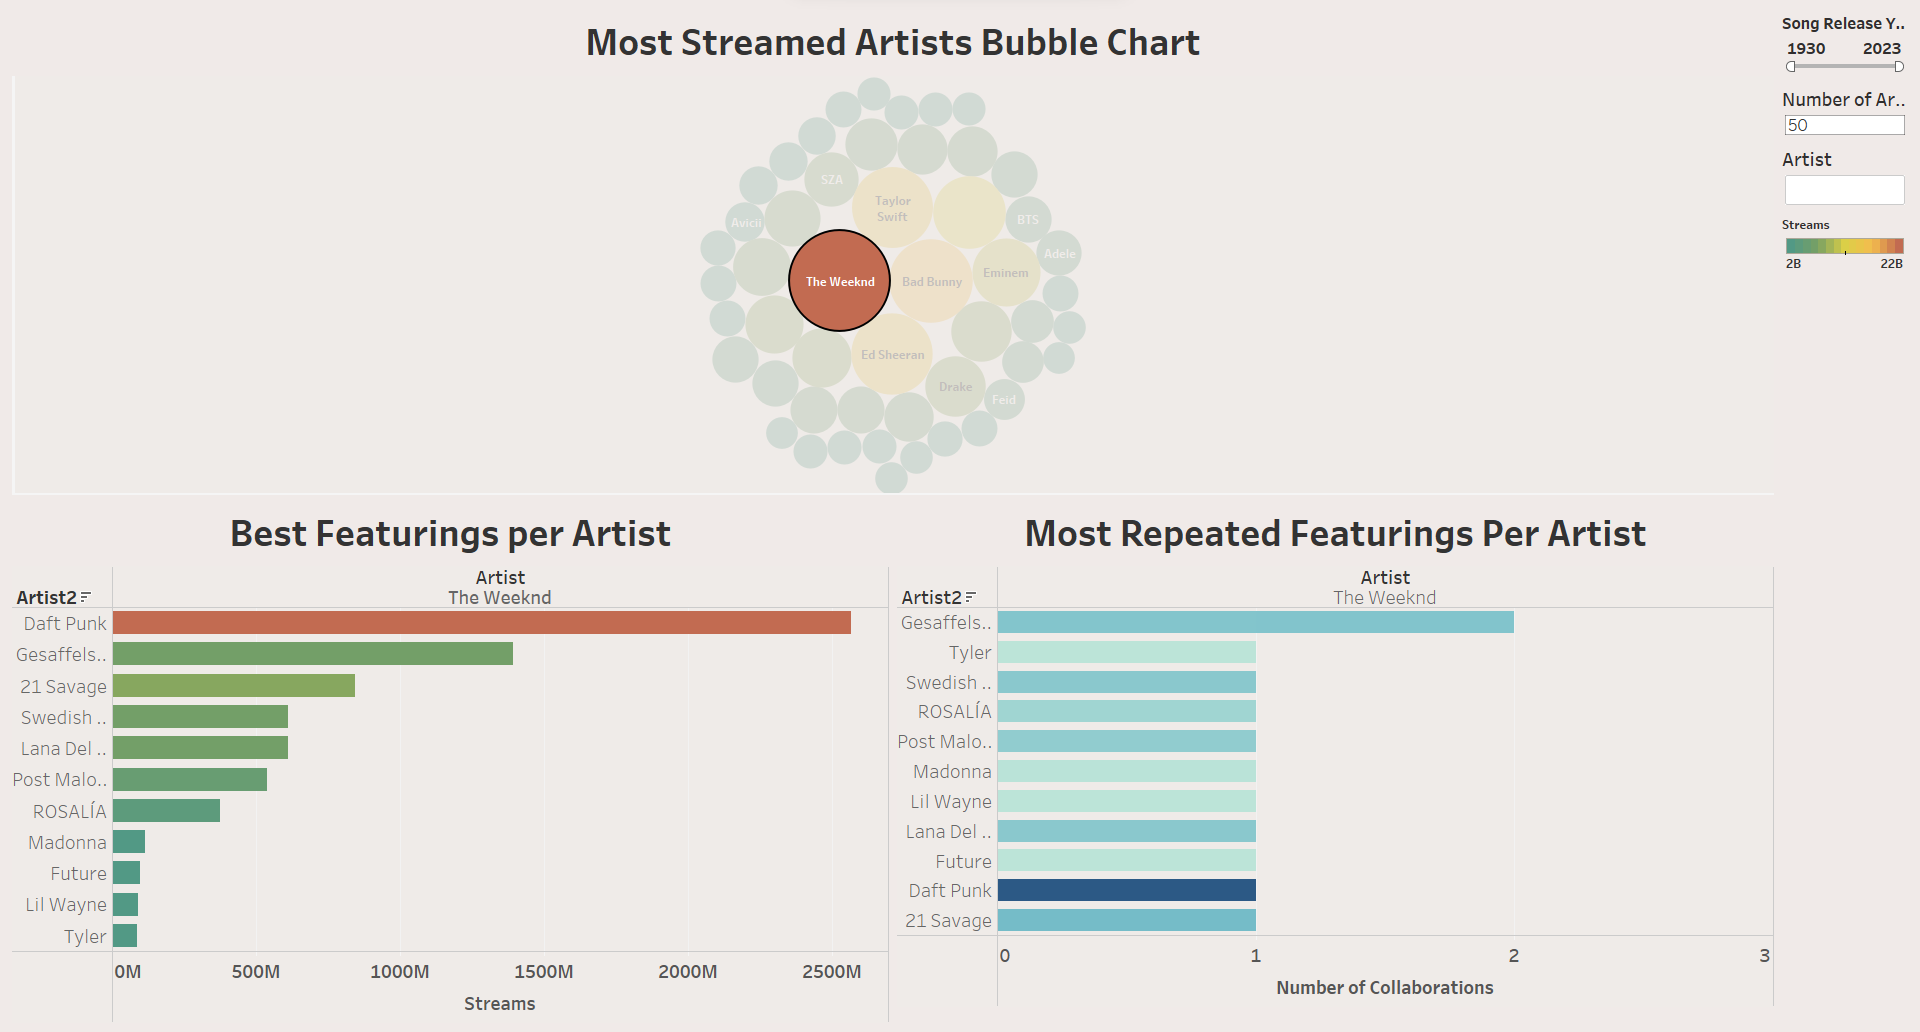 Most Streamed Artists Bubble Chart
Song Release Y..
1930 2023
Number of Ar..
50
Artist
Streams
2B 22B
SZA
Taylor
Swift
Avicii
BTS
Adele
The Weeknd
Bad Bunny
Eminem
Ed Sheeran
Drake
Feid
Best Featurings per Artist
Artist
Artist2
The Weeknd
Daft Punk
Gesaffels..
21 Savage
Swedish ..
Lana Del ..
Post Malo..
ROSALÍA
Madonna
Future
Lil Wayne
Tyler
0M 500M 1000M 1500M 2000M 2500M
Streams
Most Repeated Featurings Per Artist
Artist
Artist2
The Weeknd
Gesaffels..
Tyler
Swedish ..
ROSALÍA
Post Malo..
Madonna
Lil Wayne
Lana Del ..
Future
Daft Punk
21 Savage
0 1 2 3
Number of Collaborations